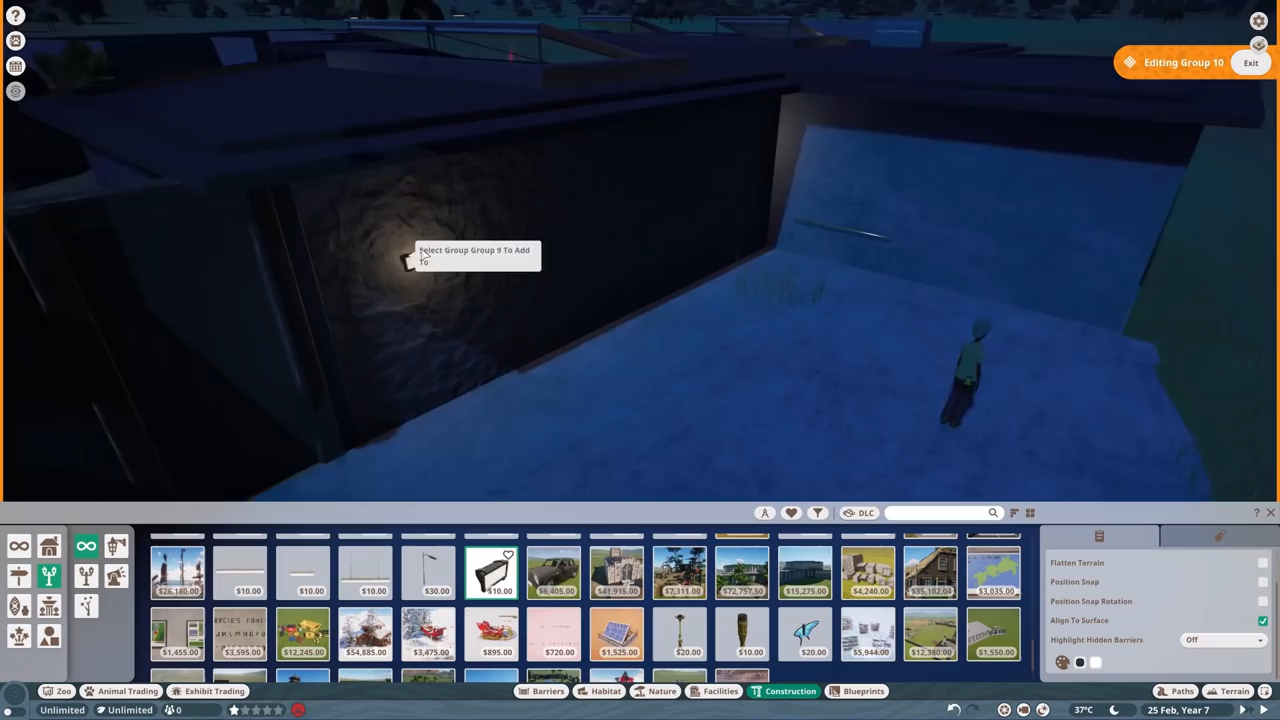 Editing Group 10
Exit
Select Group Group 9 To Add
To
DLC
?
$26,180.00
$10.00
$10.00
$10.00
$30.00
$10.00
$6,405.00
$41,915.00
$7,311.00
$72,757.50
$15,275.00
$4,240.00
$35,102.04
$3,035.00
$1,455.00
$3,595.00
$12,245.00
$54,885.00
$3,475.00
$895.00
$720.00
$1,525.00
$20.00
$10.00
$20.00
$5,944.00
$12,380.00
$1,550.00
Flatten Terrain
Position Snap
Position Snap Rotation
Align To Surface
Highlight Hidden Barriers
Off
Zoo
Animal Trading
Exhibit Trading
Barriers
Habitat
Nature
Facilities
Construction
Blueprints
Paths
Terrain
Unlimited
Unlimited
0
37°C
25 Feb, Year 7